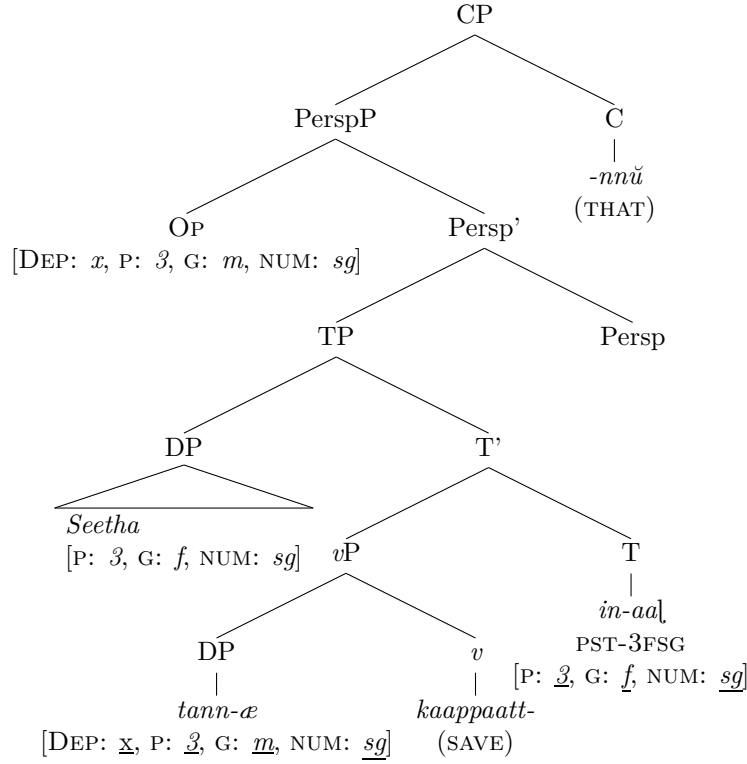 CP
PerspP
C
-nnŭ
(THAT)
OP
[DEP: x, P: 3, G: m, NUM: sg]
Persp'
TP
Persp
DP
T'
Seetha
[P: 3, G: f, NUM: sg]
vP
T
in-aaɭ
PST-3FSG
[P: 3, G: f, NUM: sg]
DP
v
tann-æ
kaappaatt-
[DEP: x, P: 3, G: m, NUM: sg]
(SAVE)